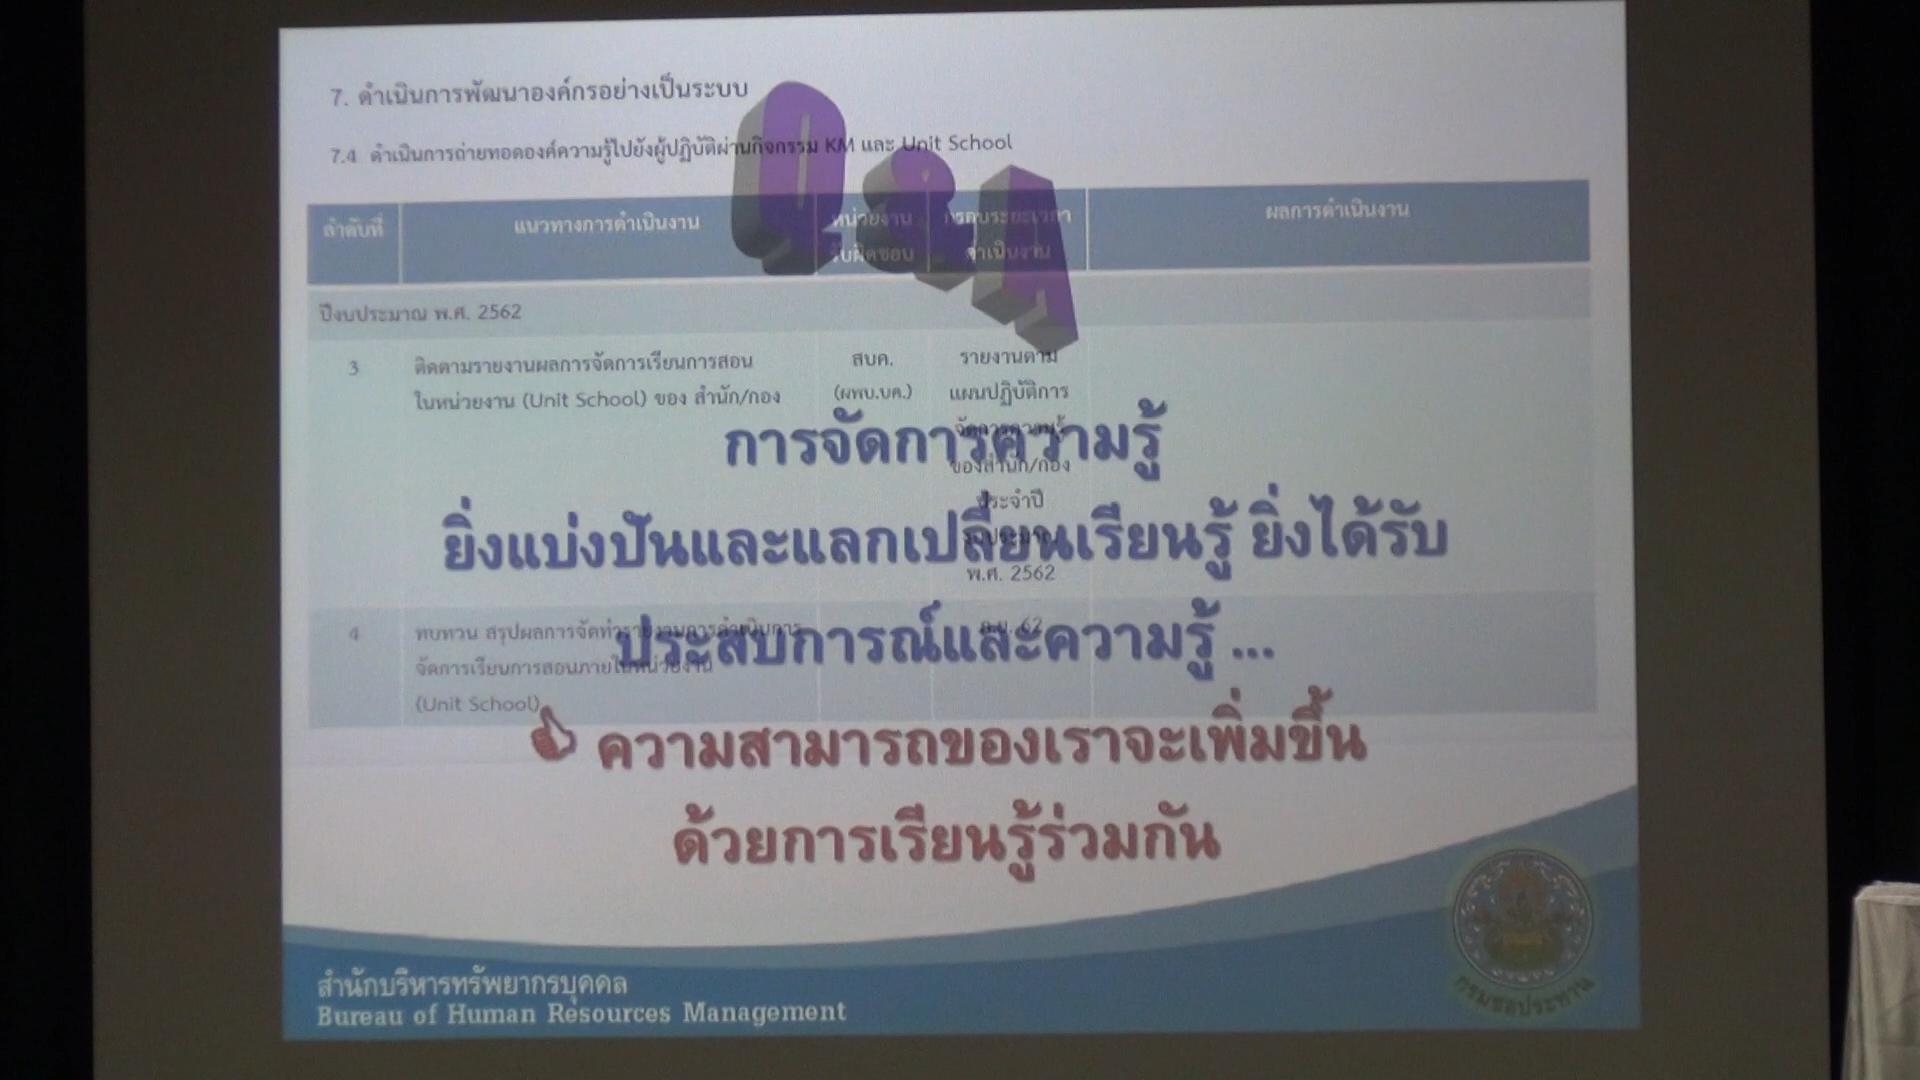 7. ดำเนินการพัฒนาองค์กรอย่างเป็นระบบ
Q&A
7.4 ดำเนินการถ่ายทอดองค์ความรู้ไปยังผู้ปฏิบัติผ่านกิจกรรม KM และ Unit School
ลำดับที่
แนวทางการดำเนินงาน
หน่วยงาน
รับผิดชอบ
กรอบระยะเวลา
ดำเนินงาน
ผลการดำเนินงาน
ปีงบประมาณ พ.ศ. 2562
3
ติดตามรายงานผลการจัดการเรียนการสอน
ในหน่วยงาน (Unit School) ของ สำนัก/กอง
สบค.
(ผพบ.บค.)
รายงานตาม
แผนปฏิบัติการ
จัดการความรู้
ของสำนัก/กอง
ประจำปี
งบประมาณ
พ.ศ. 2562
4
ทบทวน สรุปผลการจัดทำรายงานการดำเนินการ
จัดการเรียนการสอนภายในหน่วยงาน
(Unit School)
ก.ย. 62
การจัดการความรู้
ยิ่งแบ่งปันและแลกเปลี่ยนเรียนรู้ ยิ่งได้รับ
ประสบการณ์และความรู้ ...
ความสามารถของเราจะเพิ่มขึ้น
ด้วยการเรียนรู้ร่วมกัน
สำนักบริหารทรัพยากรบุคคล
Bureau of Human Resources Management
กรมชลประทาน